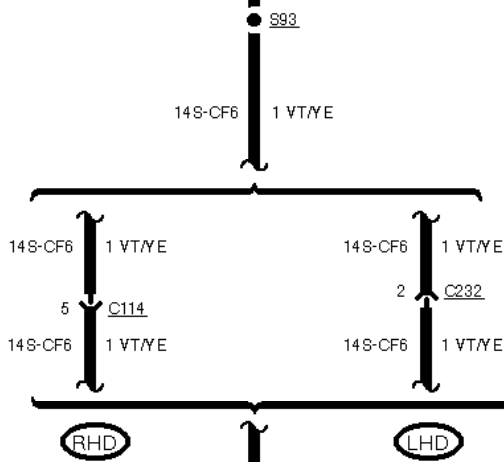 S93
14S-CF6 1 VT/YE
14S-CF6 1 VT/YE 14S-CF6 1 VT/YE
5 C114 2 C232
14S-CF6 1 VT/YE 14S-CF6 1 VT/YE
RHD LHD